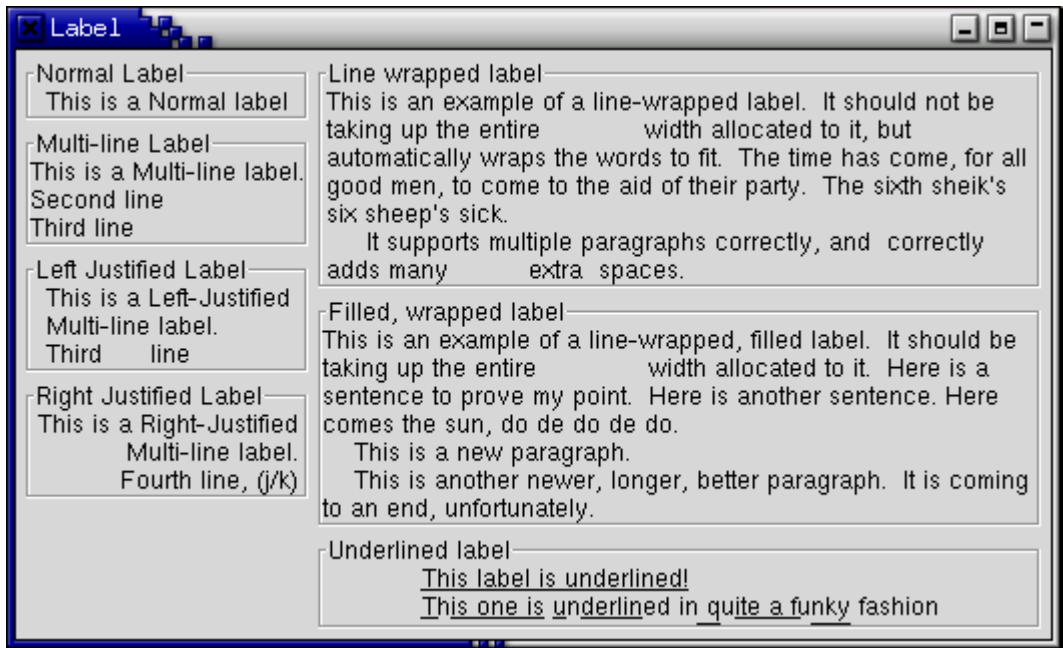 Label
Normal Label
This is a Normal label
Multi-line Label
This is a Multi-line label.
Second line
Third line
Left Justified Label
This is a Left-Justified
Multi-line label.
Third      line
Right Justified Label
This is a Right-Justified
Multi-line label.
Fourth line, (j/k)
Line wrapped label
This is an example of a line-wrapped label.  It should not be
taking up the entire             width allocated to it, but
automatically wraps the words to fit.  The time has come, for all
good men, to come to the aid of their party.  The sixth sheik's
six sheep's sick.
     It supports multiple paragraphs correctly, and  correctly
adds many          extra  spaces.
Filled, wrapped label
This is an example of a line-wrapped, filled label.  It should be
taking up the entire              width allocated to it.  Here is a
sentence to prove my point.  Here is another sentence. Here
comes the sun, do de do de do.
    This is a new paragraph.
    This is another newer, longer, better paragraph.  It is coming
to an end, unfortunately.
Underlined label
This label is underlined!
This one is underlined in quite a funky fashion